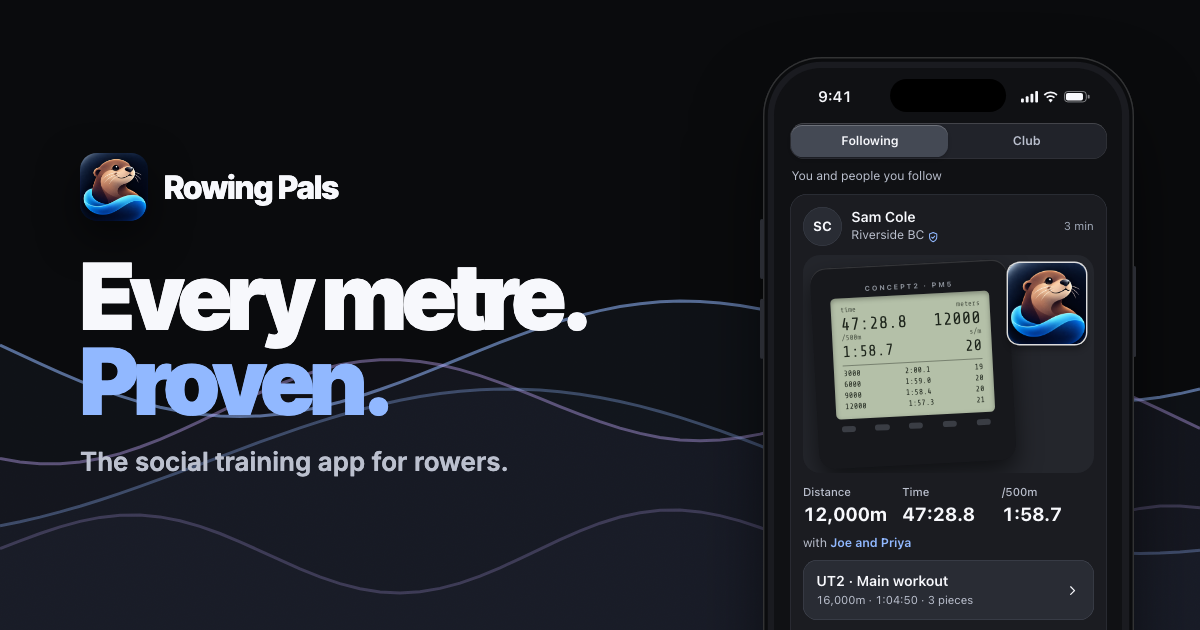 Rowing Pals
Every metre.
Proven.
The social training app for rowers.
9:41
Following Club
You and people you follow
SC Sam Cole 3 min
Riverside BC
CONCEPT2 · PM5
time meters
47:28.8 12000
/500m s/m
1:58.7 20
3000 2:00.1 19
6000 1:59.0 20
9000 1:58.4 20
12000 1:57.3 21
Distance Time /500m
12,000m 47:28.8 1:58.7
with Joe and Priya
UT2 · Main workout
16,000m · 1:04:50 · 3 pieces